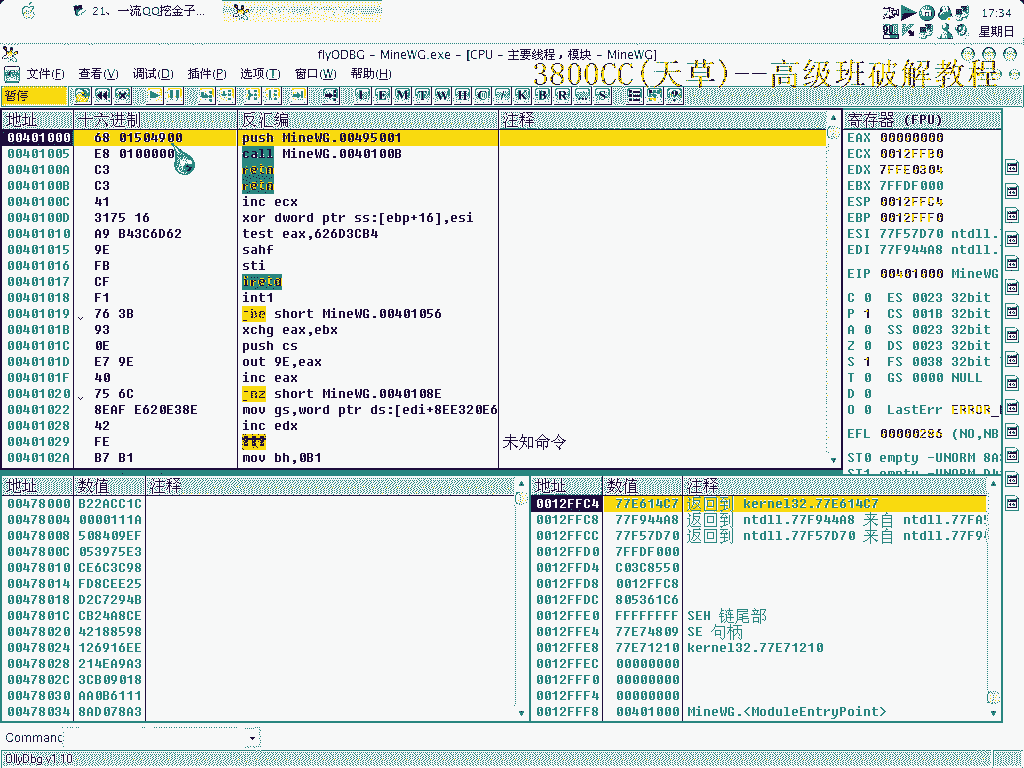 21、一流QQ挖金子...
17:34
星期日
flyODBG - MineWG.exe - [CPU - 主要线程, 模块 - MineWG]
文件(F) 查看(V) 调试(D) 插件(P) 选项(T) 窗口(W) 帮助(H)
3800CC(天草)--高级班破解教程
暂停 L E M T W H C / K B R ... S
地址 十六进制 反汇编 注释
00401000 68 01504900 push MineWG.00495001
00401005 E8 01000000 call MineWG.0040100B
0040100A C3 retn
0040100B C3 retn
0040100C 41 inc ecx
0040100D 3175 16 xor dword ptr ss:[ebp+16],esi
00401010 A9 B43C6D62 test eax,626D3CB4
00401015 9E sahf
00401016 FB sti
00401017 CF iretd
00401018 F1 int1
00401019 76 3B jbe short MineWG.00401056
0040101B 93 xchg eax,ebx
0040101C 0E push cs
0040101D E7 9E out 9E,eax
0040101F 40 inc eax
00401020 75 6C jnz short MineWG.0040108E
00401022 8EAF E620E38E mov gs,word ptr ds:[edi+8EE320E6
00401028 42 inc edx
00401029 FE ??? 未知命令
0040102A B7 B1 mov bh,0B1
寄存器 (FPU)
EAX 00000000
ECX 0012FFB0
EDX 7FFE0304
EBX 7FFDF000
ESP 0012FFC4
EBP 0012FFF0
ESI 77F57D70 ntdll.
EDI 77F944A8 ntdll.
EIP 00401000 MineWG
C 0 ES 0023 32bit
P 1 CS 001B 32bit
A 0 SS 0023 32bit
Z 0 DS 0023 32bit
S 1 FS 0038 32bit
T 0 GS 0000 NULL
D 0
O 0 LastErr ERROR_
EFL 00000286 (NO,NB
ST0 empty -UNORM 8A
ST1 empty -UNORM
地址 数值 注释
00478000 B22ACC1C
00478004 0000111A
00478008 508409EF
0047800C 053975E3
00478010 CE6C3C98
00478014 FD8CEE25
00478018 D2C7294B
0047801C CB24A8CE
00478020 42188598
00478024 126916EE
00478028 214EA9A3
0047802C 3CB09018
00478030 AA0B6111
00478034 8AD078A3
地址 数值 注释
0012FFC4 77E614C7 返回到 kernel32.77E614C7
0012FFC8 77F944A8 返回到 ntdll.77F944A8 来自 ntdll.77FA
0012FFCC 77F57D70 返回到 ntdll.77F57D70 来自 ntdll.77F9
0012FFD0 7FFDF000
0012FFD4 C03C8550
0012FFD8 0012FFC8
0012FFDC 805361C6
0012FFE0 FFFFFFFF SEH 链尾部
0012FFE4 77E74809 SE 句柄
0012FFE8 77E71210 kernel32.77E71210
0012FFEC 00000000
0012FFF0 00000000
0012FFF4 00000000
0012FFF8 00401000 MineWG.<ModuleEntryPoint>
Command
OllyDbg v1.10